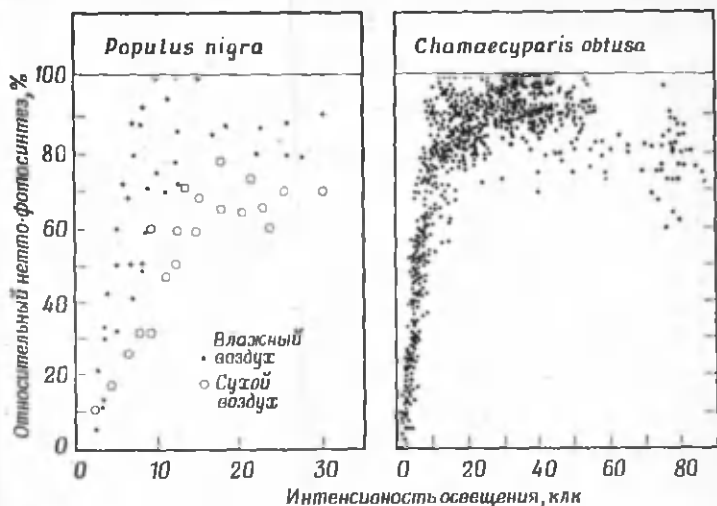 Populus nigra
Chamaecyparis obtusa
Относительный нетто-фотосинтез, %
100
80
60
40
20
0
Влажный
воздух
Сухой
воздух
0
10
20
30
0
20
40
60
80
Интенсивность освещения, клк